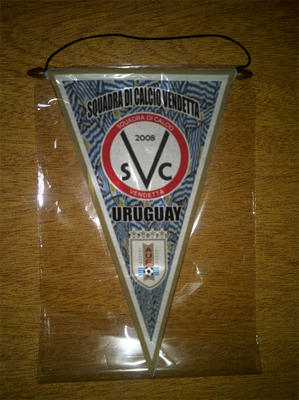 SQUADRA DI CALCIO VENDETTA
SQUADRA DI CALCIO
2008
SVC
VENDETTA
URUGUAY